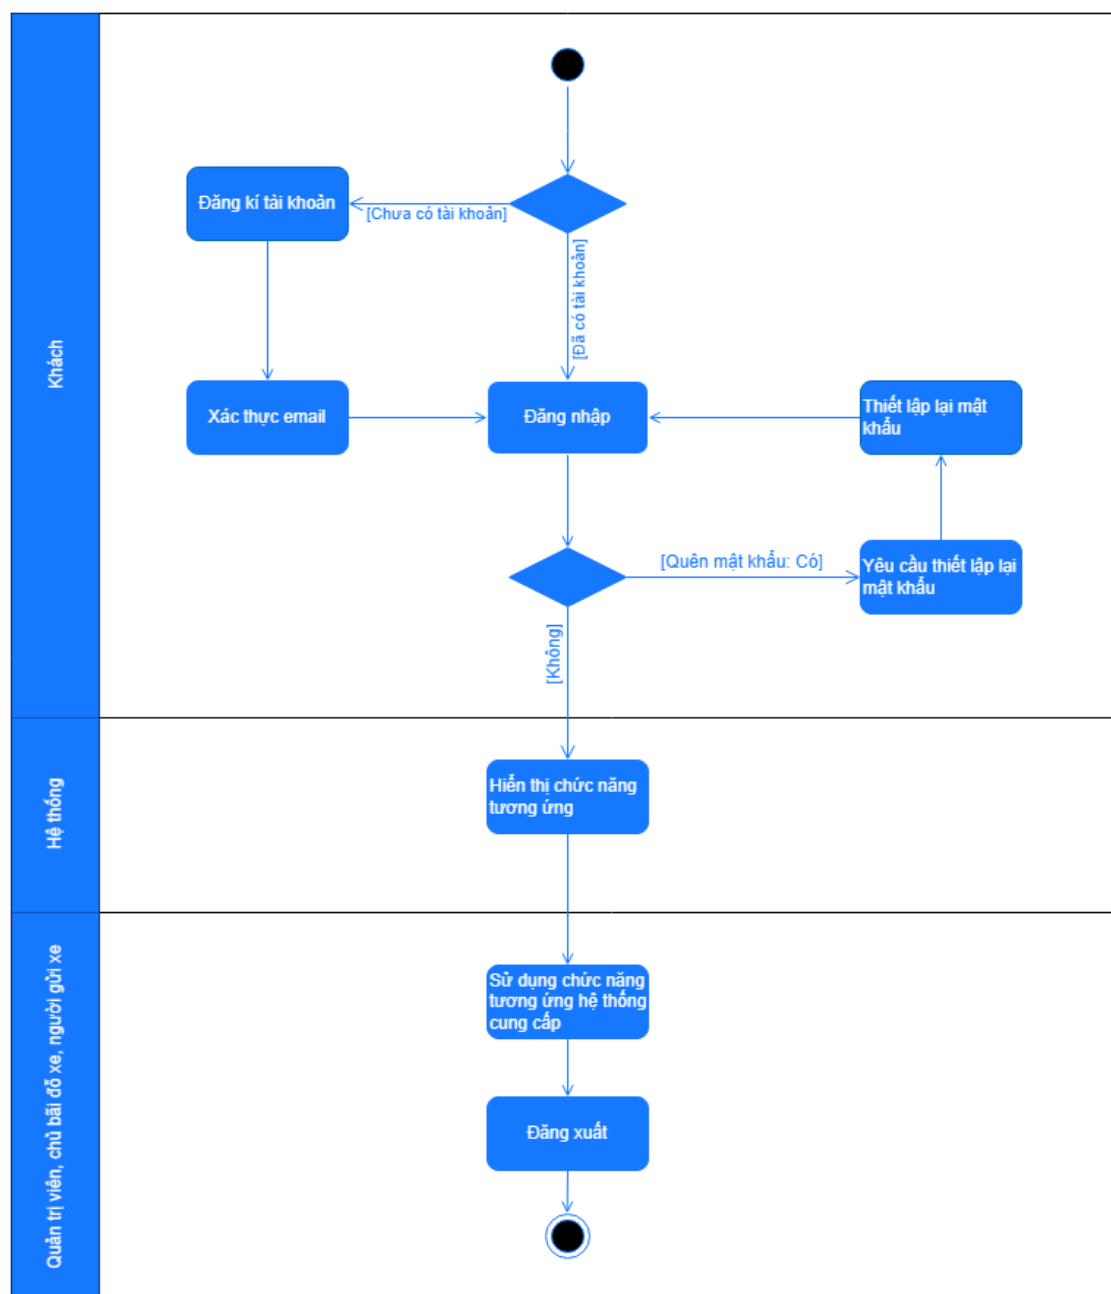 Khách
Đăng kí tài khoản
[Chưa có tài khoản]
[Đã có tài khoản]
Xác thực email
Đăng nhập
Thiết lập lại mật
khẩu
[Quên mật khẩu: Có]
Yêu cầu thiết lập lại
mật khẩu
[Không]
Hệ thống
Hiển thị chức năng
tương ứng
Quản trị viên, chủ bãi đỗ xe, người gửi xe
Sử dụng chức năng
tương ứng hệ thống
cung cấp
Đăng xuất